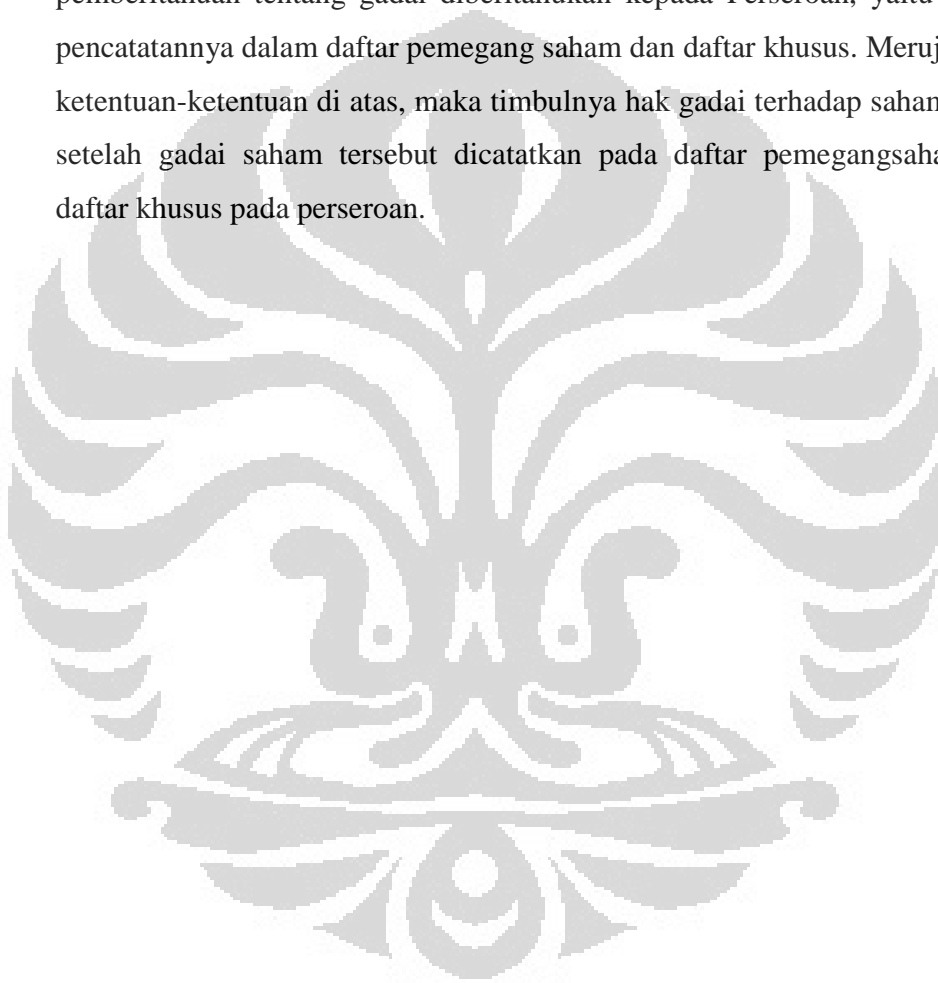 pemberitahuan tentang gadai diberitahukan kepada Perseroan, yaitu
pencatatannya dalam daftar pemegang saham dan daftar khusus. Meruj
ketentuan-ketentuan di atas, maka timbulnya hak gadai terhadap saham
setelah gadai saham tersebut dicatatkan pada daftar pemegangsaha
daftar khusus pada perseroan.